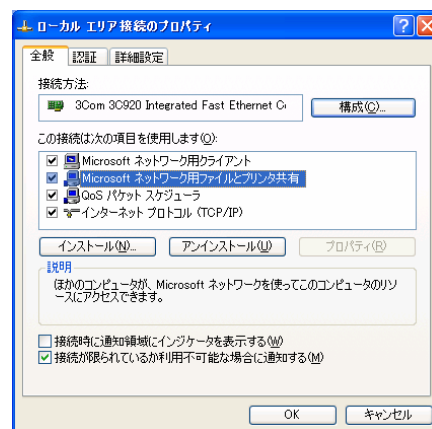 ローカル エリア接続のプロパティ
全般 認証 詳細設定
接続方法:
3Com 3C920 Integrated Fast Ethernet Co
構成(C)...
この接続は次の項目を使用します(O):
Microsoft ネットワーク用クライアント
Microsoft ネットワーク用ファイルとプリンタ共有
QoS パケット スケジューラ
インターネット プロトコル (TCP/IP)
インストール(N)... アンインストール(U) プロパティ(R)
説明
ほかのコンピュータが、Microsoft ネットワークを使ってこのコンピュータのリソ
ースにアクセスできます。
接続時に通知領域にインジケータを表示する(W)
接続が限られているか利用不可能な場合に通知する(M)
OK キャンセル